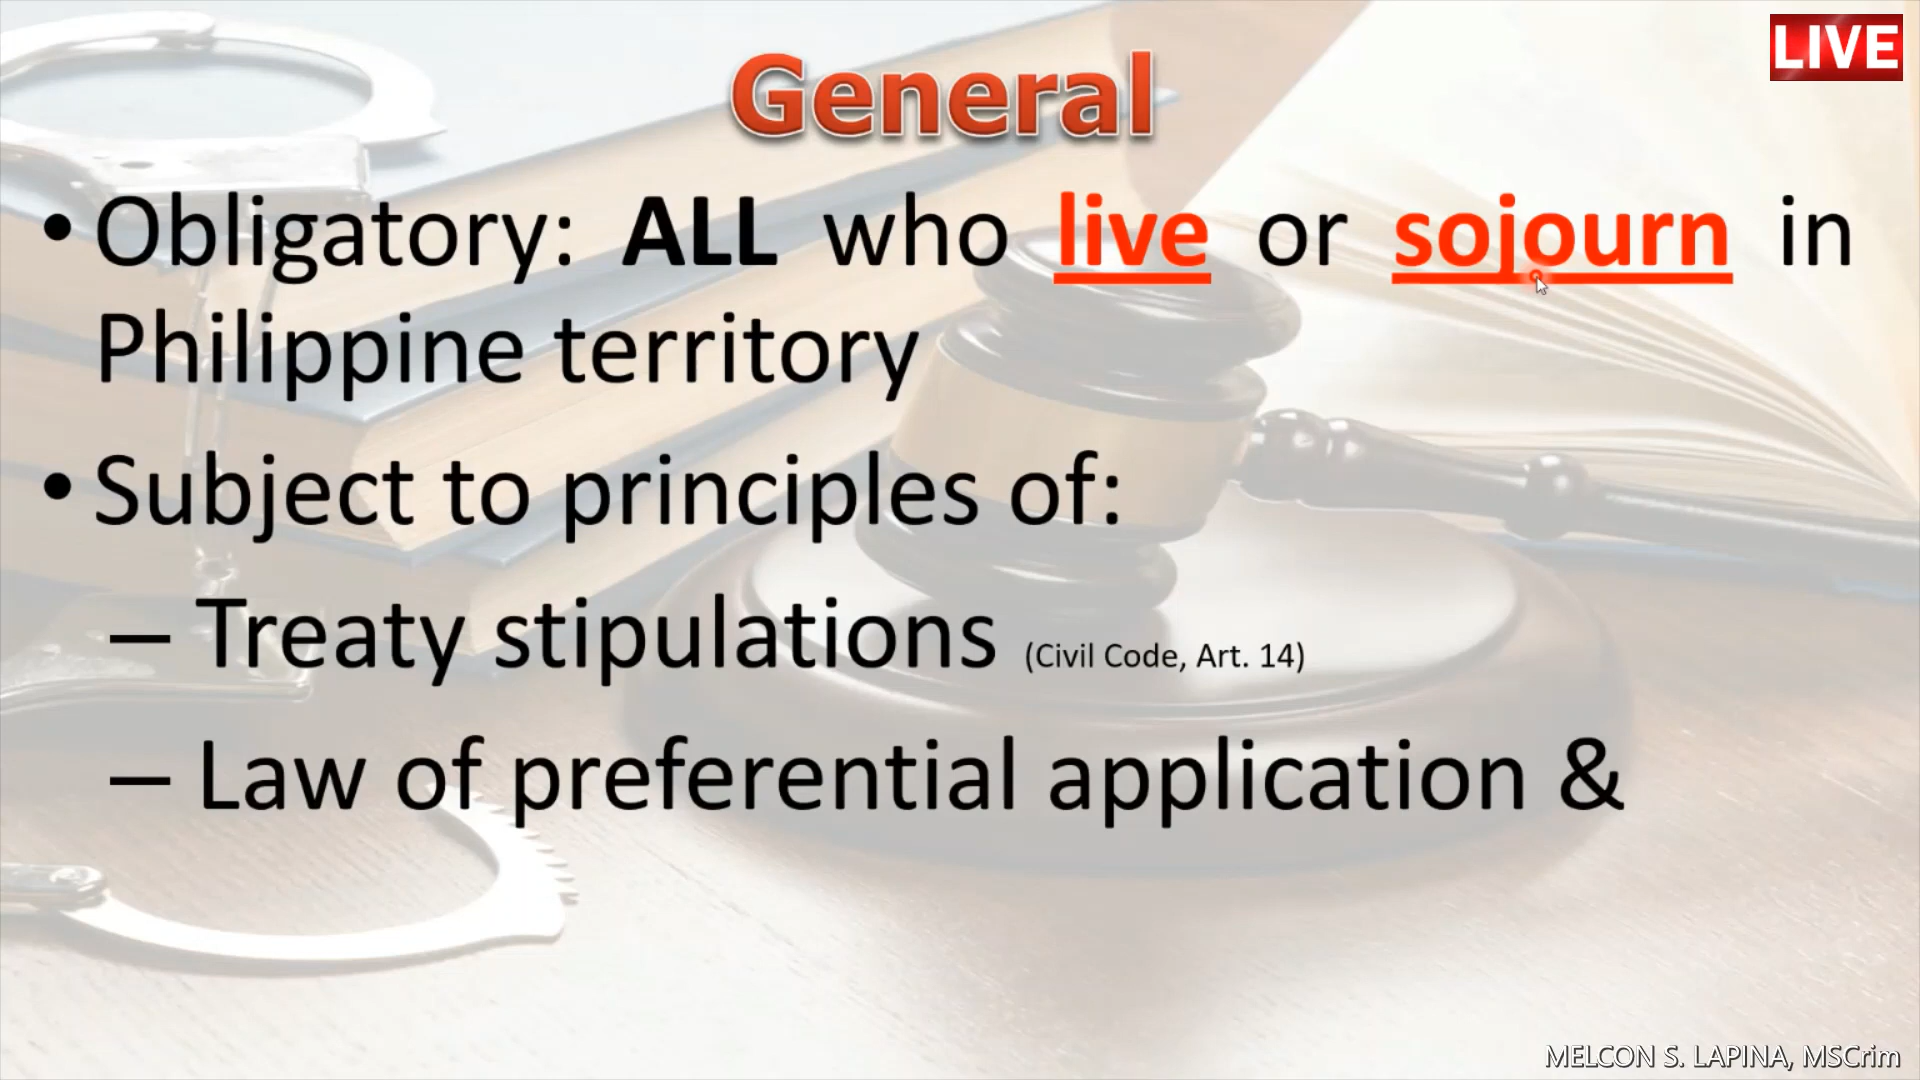 LIVE
General
• Obligatory: ALL who live or sojourn in
Philippine territory
• Subject to principles of:
– Treaty stipulations (Civil Code, Art. 14)
– Law of preferential application &
MELCON S. LAPINA, MSCrim